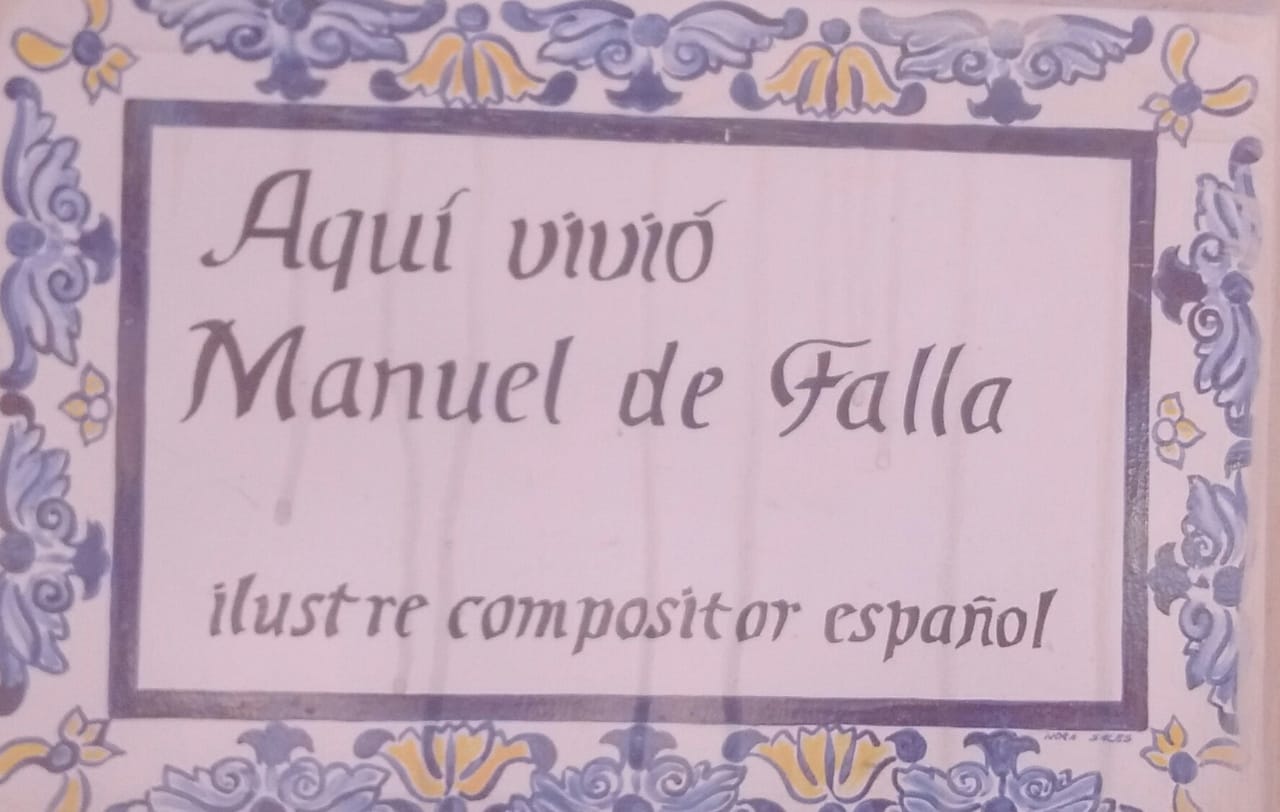 Aquí vivió
Manuel de Falla
ilustre compositor español